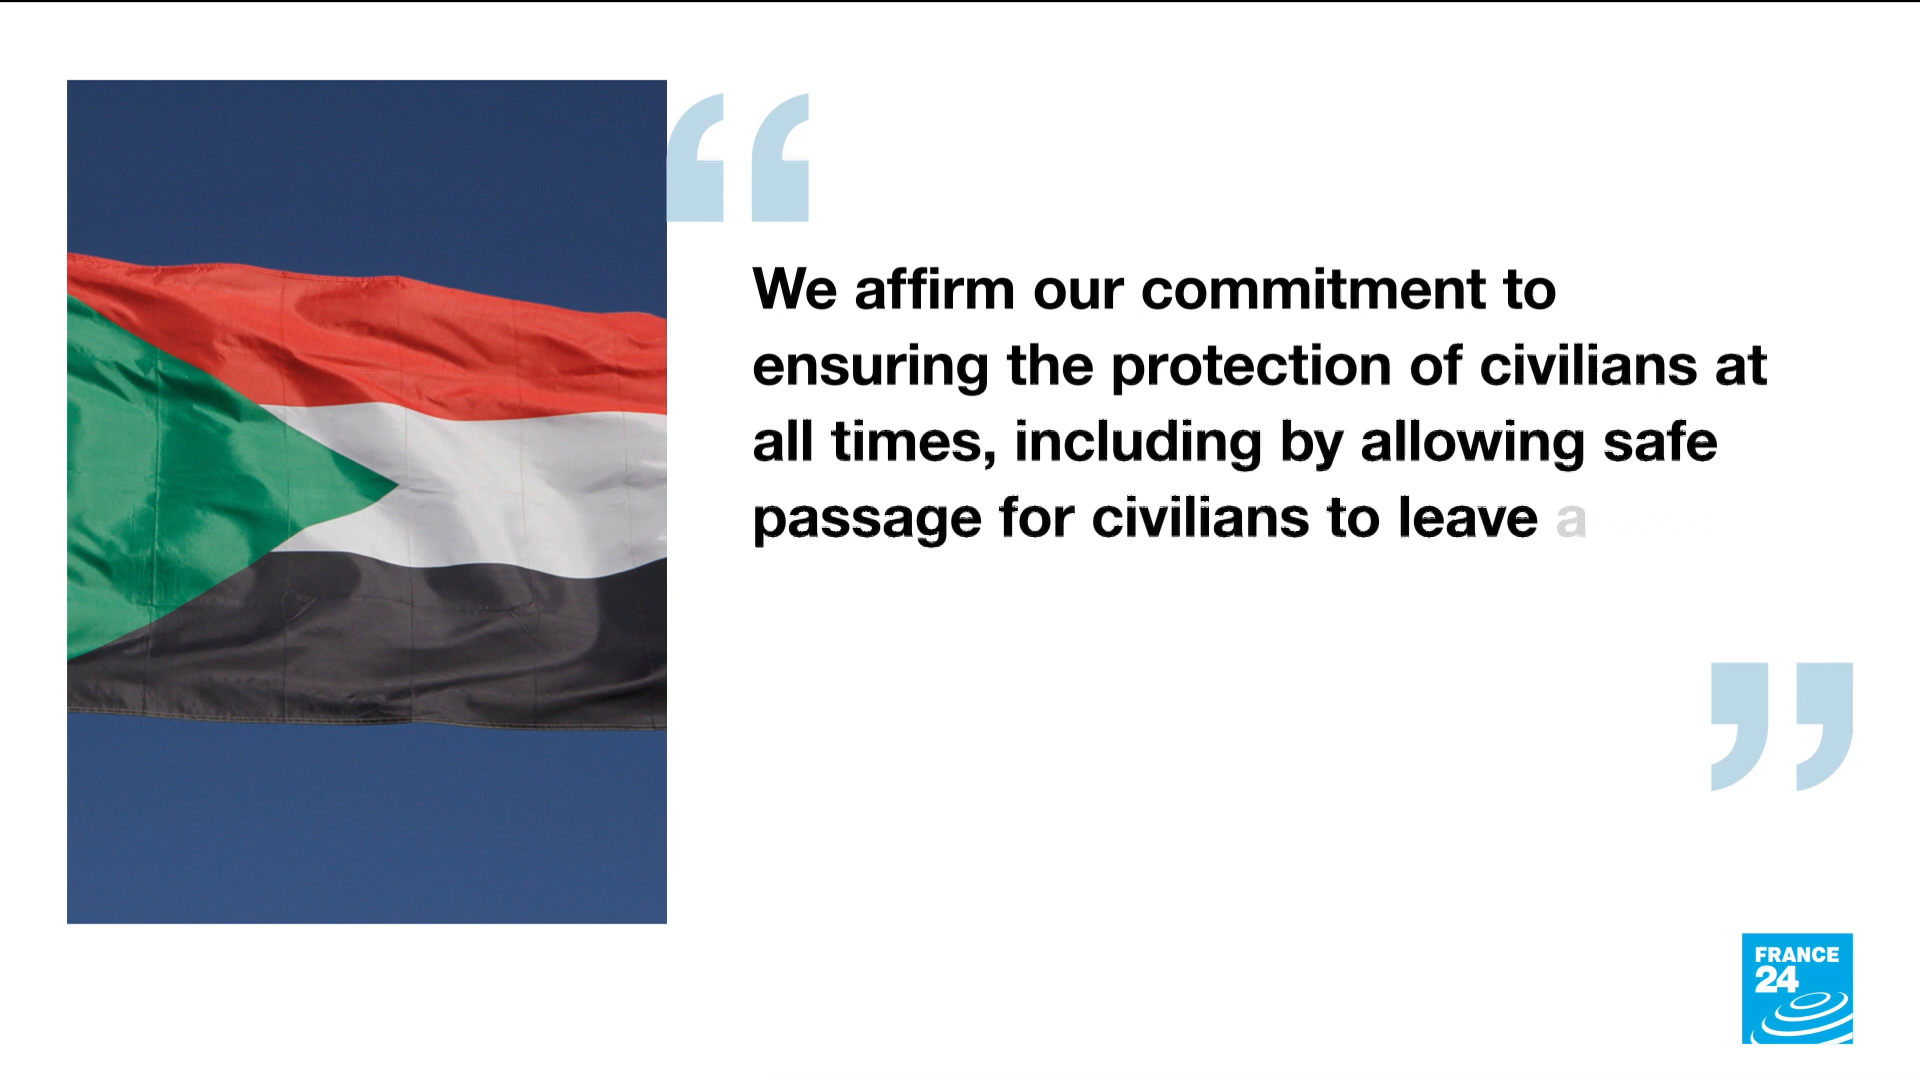 We affirm our commitment to
ensuring the protection of civilians at
all times, including by allowing safe
passage for civilians to leave a
FRANCE
24